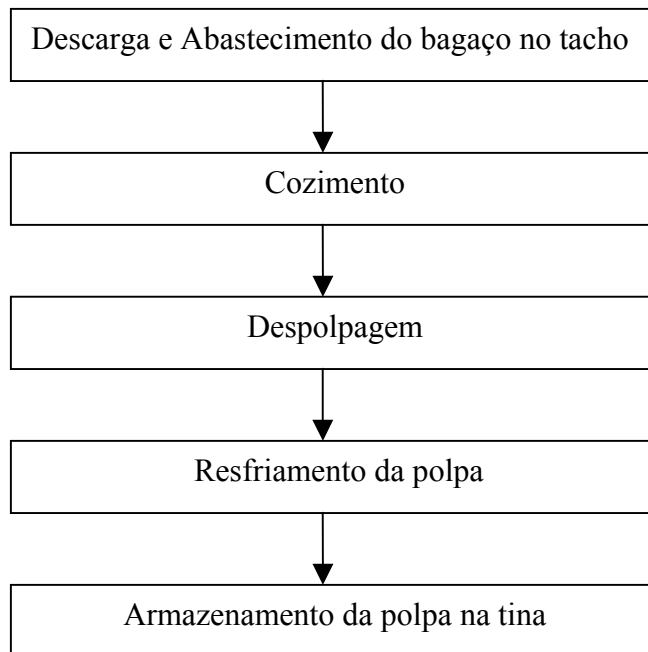 Descarga e Abastecimento do bagaço no tacho
Cozimento
Despolpagem
Resfriamento da polpa
Armazenamento da polpa na tina